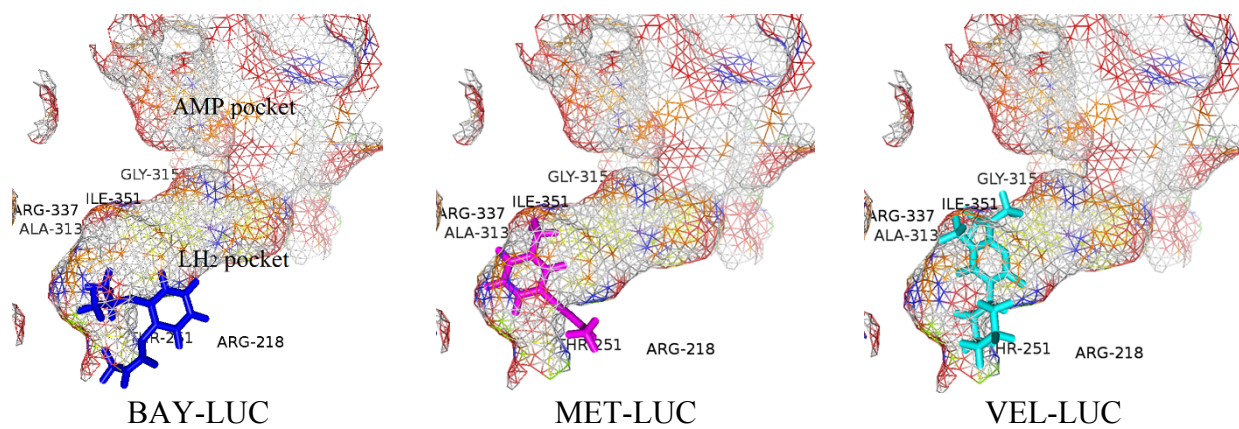 AMP pocket
GLY-315
ILE-351
ARG-337
ALA-313
LH2 pocket
THR-251
ARG-218
BAY-LUC
GLY-315
ILE-351
ARG-337
ALA-313
THR-251
ARG-218
MET-LUC
GLY-315
ILE-351
ARG-337
ALA-313
THR-251
ARG-218
VEL-LUC